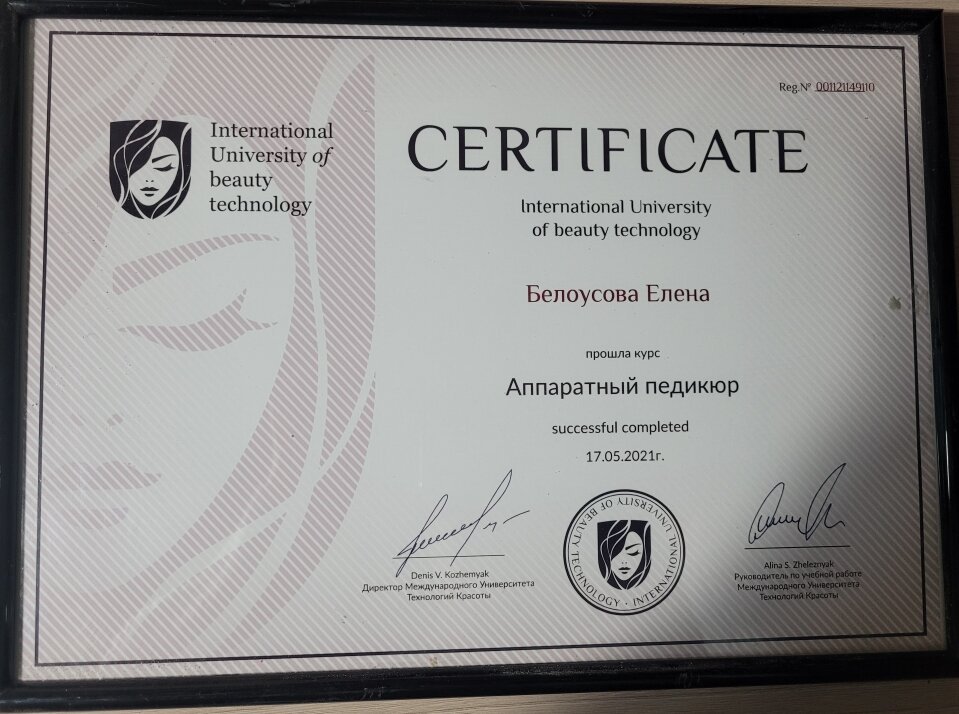 Reg.№ 001121149110
International
University of
beauty
technology
CERTIFICATE
International University
of beauty technology
Белоусова Елена
прошла курс
Аппаратный педикюр
successful completed
17.05.2021г.
Denis V. Kozhemyak
Директор Международного Университета
Технологий Красоты
INTERNATIONAL UNIVERSITY OF BEAUTY TECHNOLOGY ·
Alina S. Zheleznyak
Руководитель по учебной работе
Международного Университета
Технологий Красоты